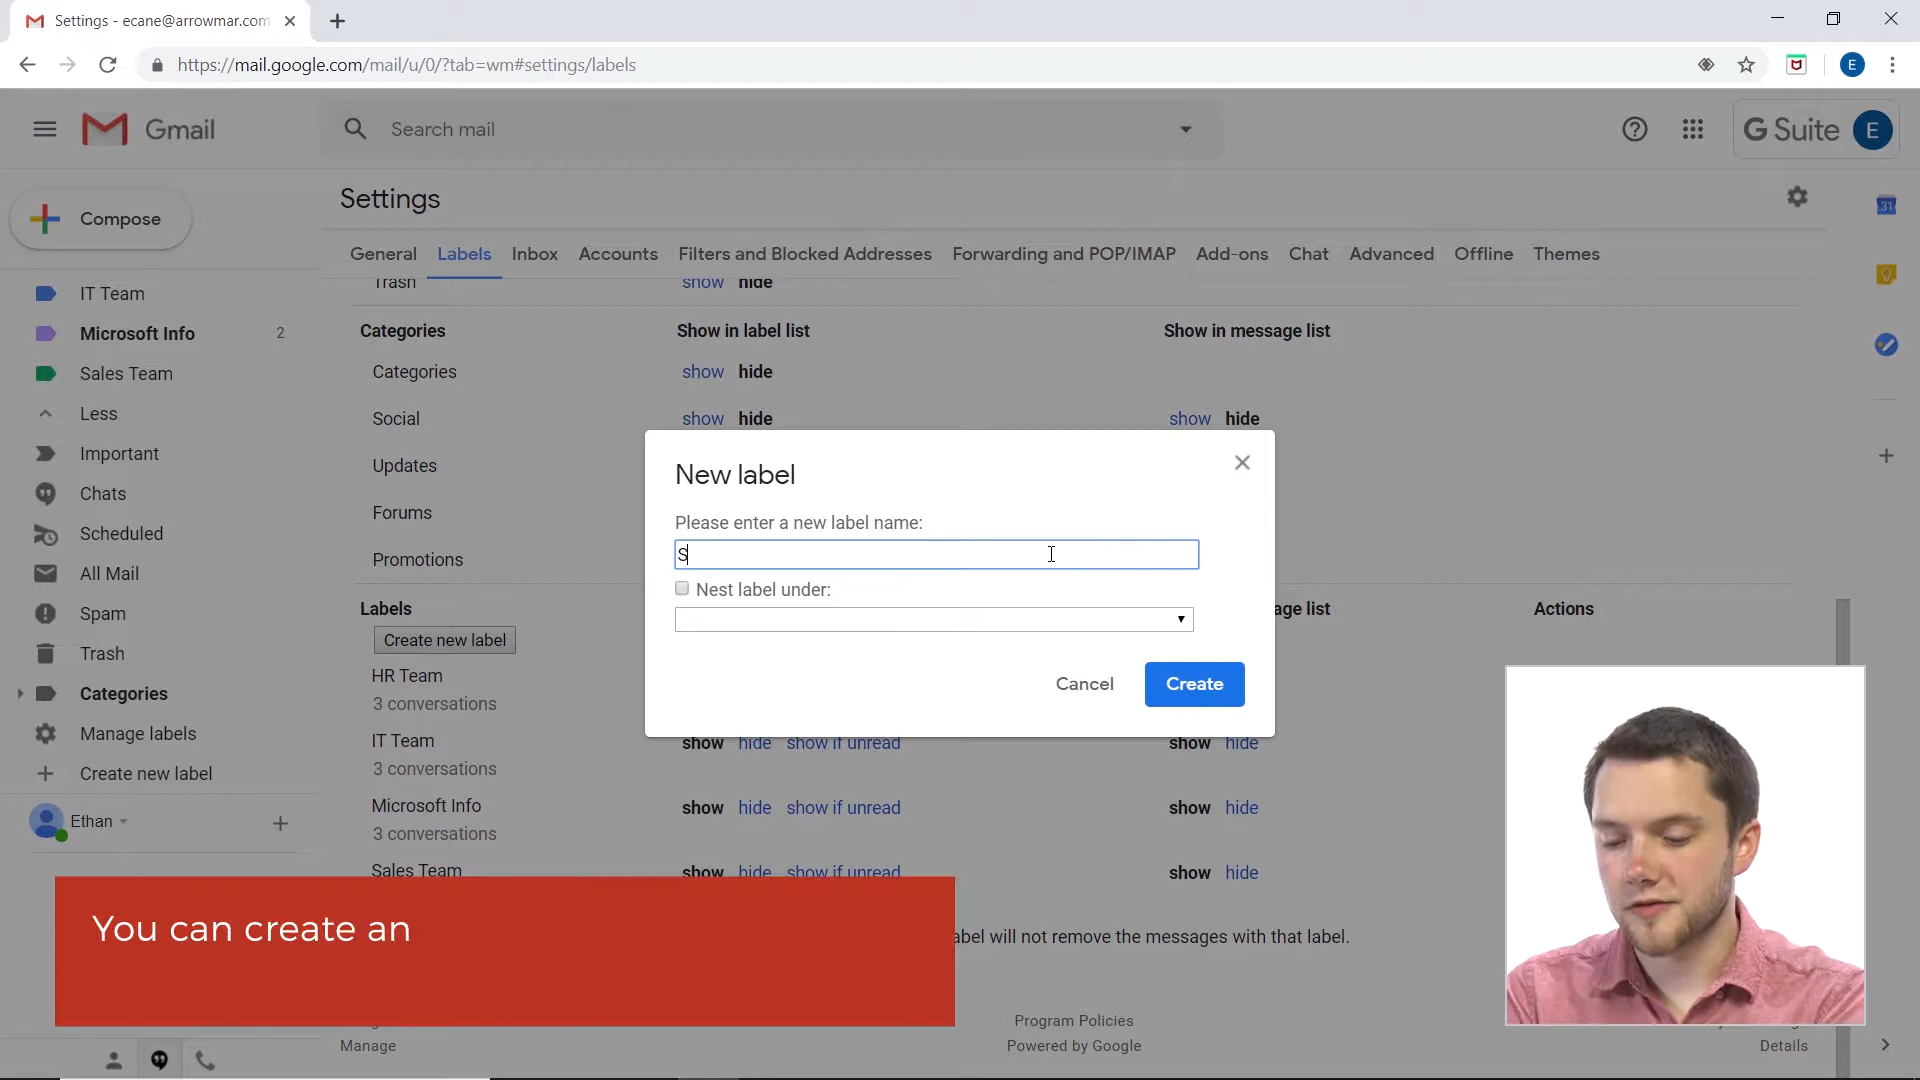 Settings - ecane@arrowmar.com
https://mail.google.com/mail/u/0/?tab=wm#settings/labels
E
Gmail
Search mail
G Suite
E
Compose
Settings
31
General Labels Inbox Accounts Filters and Blocked Addresses Forwarding and POP/IMAP Add-ons Chat Advanced Offline Themes
Trash show hide
IT Team
Microsoft Info 2
Sales Team
Less
Important
Chats
Scheduled
All Mail
Spam
Trash
Categories
Manage labels
Create new label
Ethan
Categories Show in label list Show in message list
Categories show hide
Social show hide show hide
Updates
Forums
Promotions
New label
Please enter a new label name:
S
Nest label under:
Cancel Create
Labels age list Actions
Create new label
HR Team
3 conversations
IT Team show hide show if unread show hide
3 conversations
Microsoft Info show hide show if unread show hide
3 conversations
Sales Team show hide show if unread show hide
You can create an
abel will not remove the messages with that label.
Program Policies
Manage Powered by Google Details